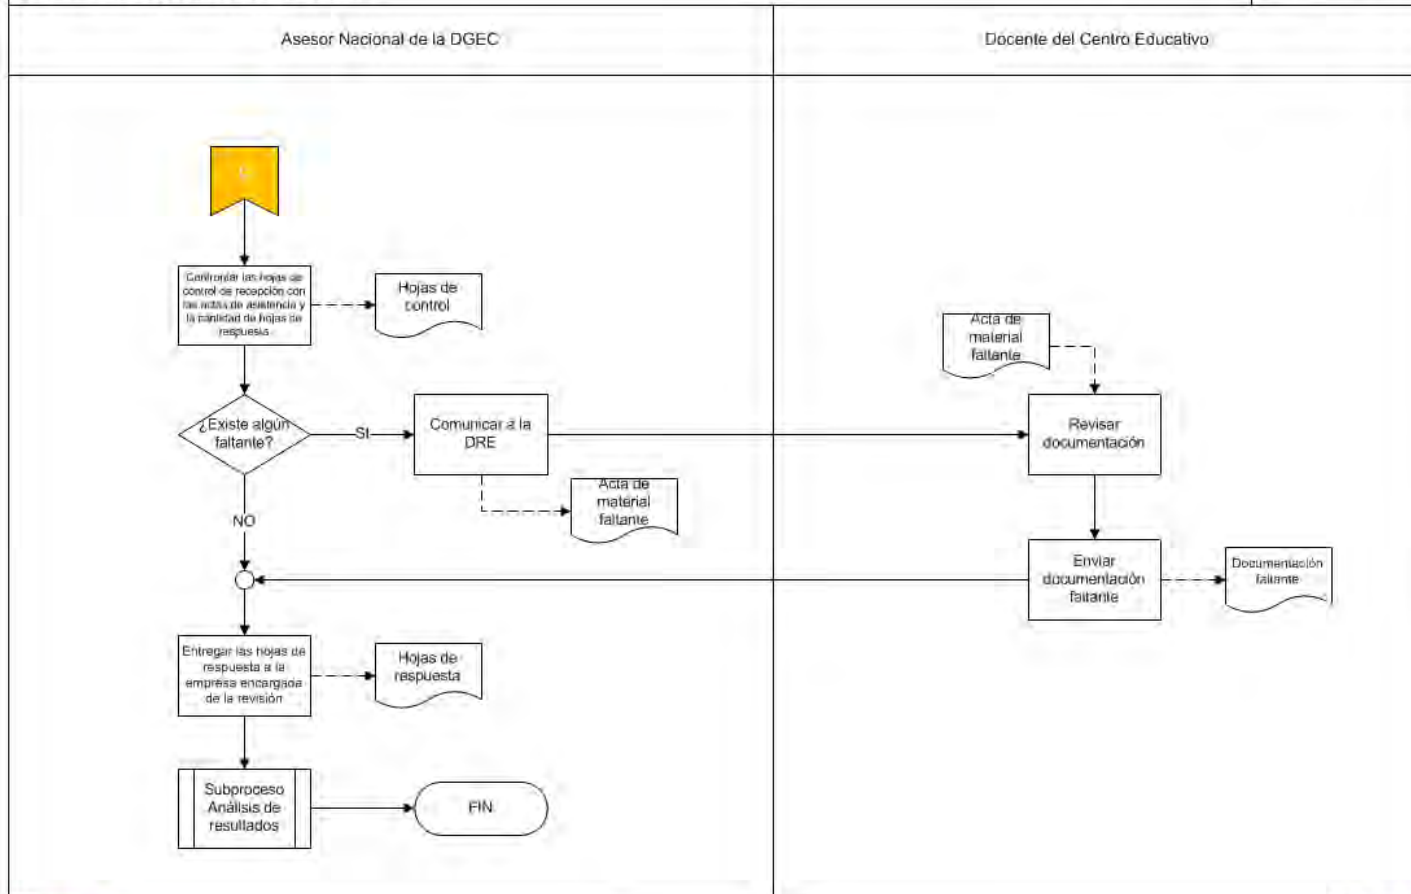 Asesor Nacional de la DGEC
Docente del Centro Educativo
Confrontar las hojas de
control de recepción con
las actas de asistencia y
la cantidad de hojas de
respuesta
Hojas de
control
Acta de
material
faltante
¿Existe algún
faltante?
SI
Comunicar a la
DRE
Revisar
documentación
Acta de
material
faltante
NO
Enviar
documentación
faltante
Documentación
faltante
Entregar las hojas de
respuesta a la
empresa encargada
de la revisión
Hojas de
respuesta
Subproceso
Análisis de
resultados
FIN